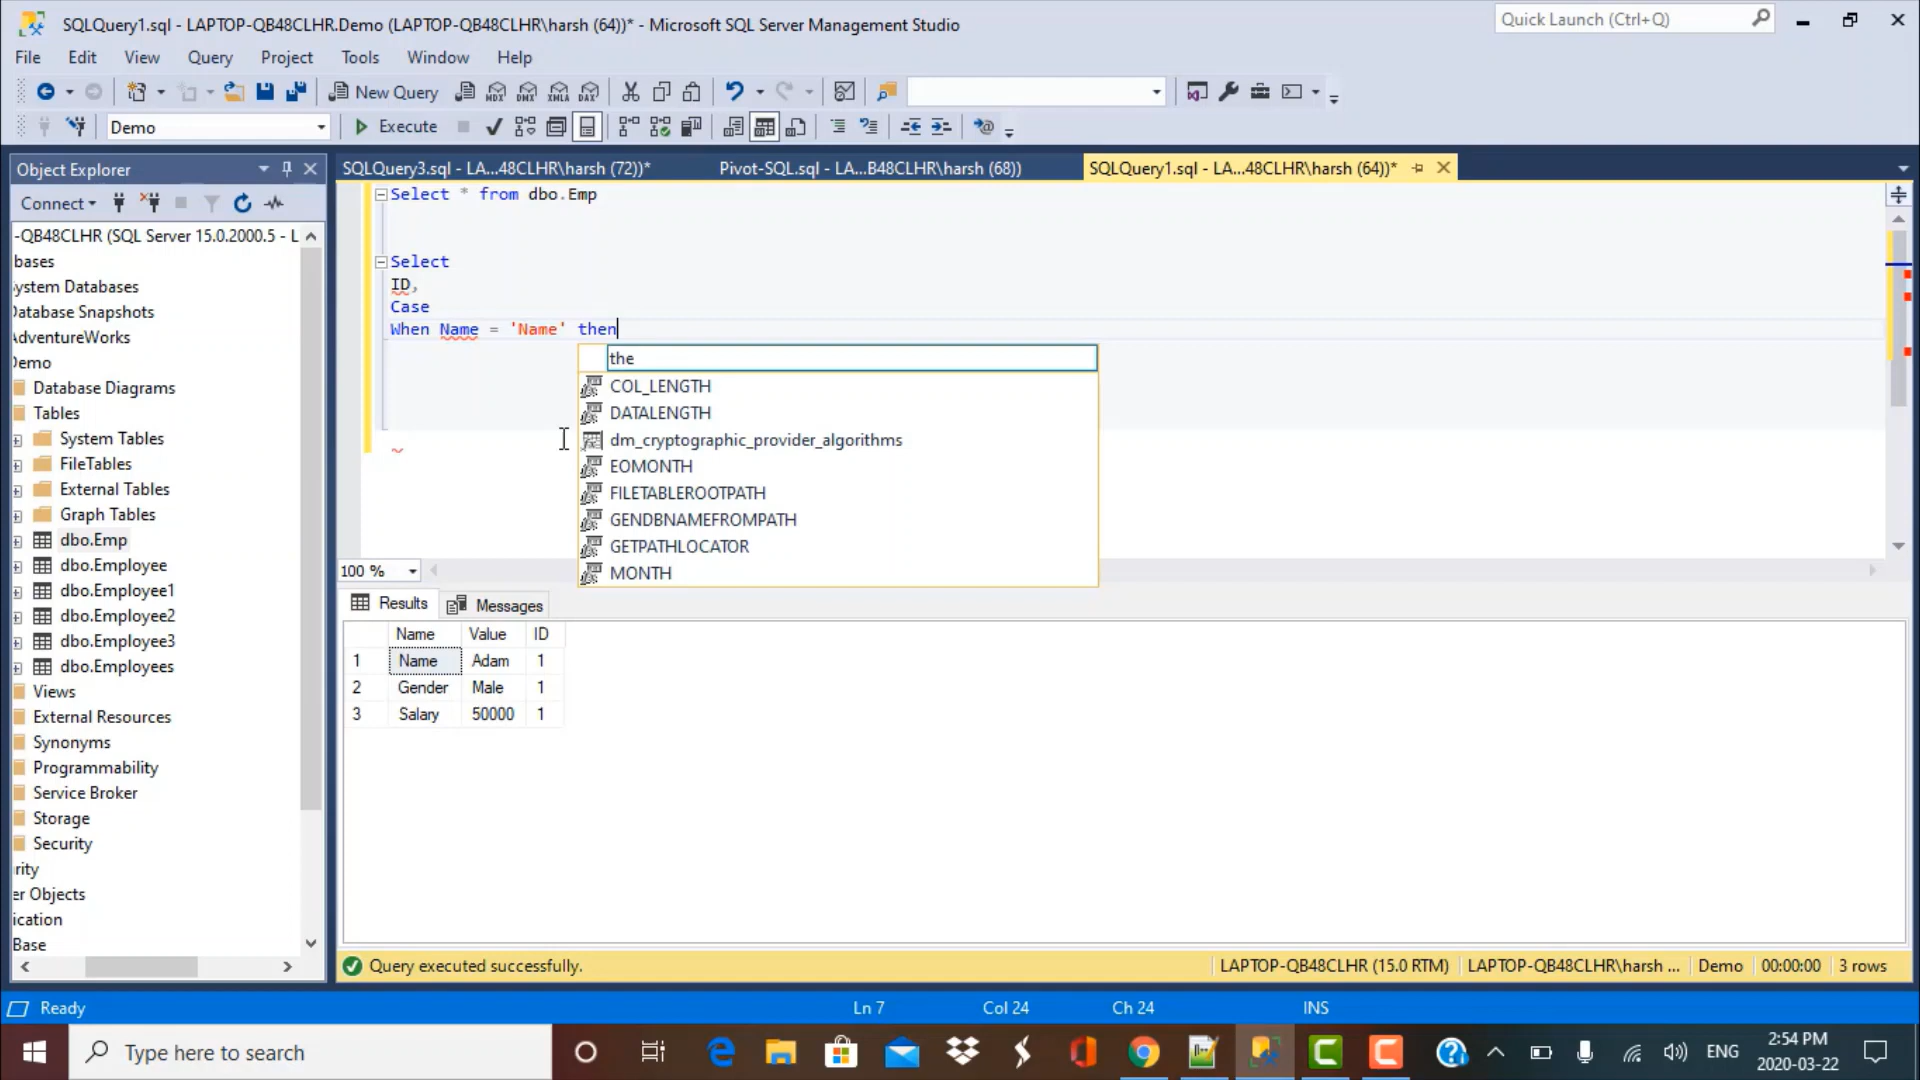 SQLQuery1.sql - LAPTOP-QB48CLHR.Demo (LAPTOP-QB48CLHR\harsh (64))* - Microsoft SQL Server Management Studio
Quick Launch (Ctrl+Q)
File Edit View Query Project Tools Window Help
New Query
MDX DMX XMLA DAX
Demo
Execute
Object Explorer
SQLQuery3.sql - LA...48CLHR\harsh (72))*
Pivot-SQL.sql - LA...B48CLHR\harsh (68))
SQLQuery1.sql - LA...48CLHR\harsh (64))*
Connect
-QB48CLHR (SQL Server 15.0.2000.5 - L
bases
ystem Databases
Database Snapshots
AdventureWorks
Demo
Database Diagrams
Tables
System Tables
FileTables
External Tables
Graph Tables
dbo.Emp
dbo.Employee
dbo.Employee1
dbo.Employee2
dbo.Employee3
dbo.Employees
Views
External Resources
Synonyms
Programmability
Service Broker
Storage
Security
rity
er Objects
ication
Base
Select * from dbo.Emp
Select
ID,
Case
When Name = 'Name' then
the
COL_LENGTH
DATALENGTH
dm_cryptographic_provider_algorithms
EOMONTH
FILETABLEROOTPATH
GENDBNAMEFROMPATH
GETPATHLOCATOR
MONTH
100 %
Results Messages
Name Value ID
1 Name Adam 1
2 Gender Male 1
3 Salary 50000 1
Query executed successfully.
LAPTOP-QB48CLHR (15.0 RTM) LAPTOP-QB48CLHR\harsh ... Demo 00:00:00 3 rows
Ready
Ln 7 Col 24 Ch 24 INS
Type here to search
ENG
2:54 PM
2020-03-22